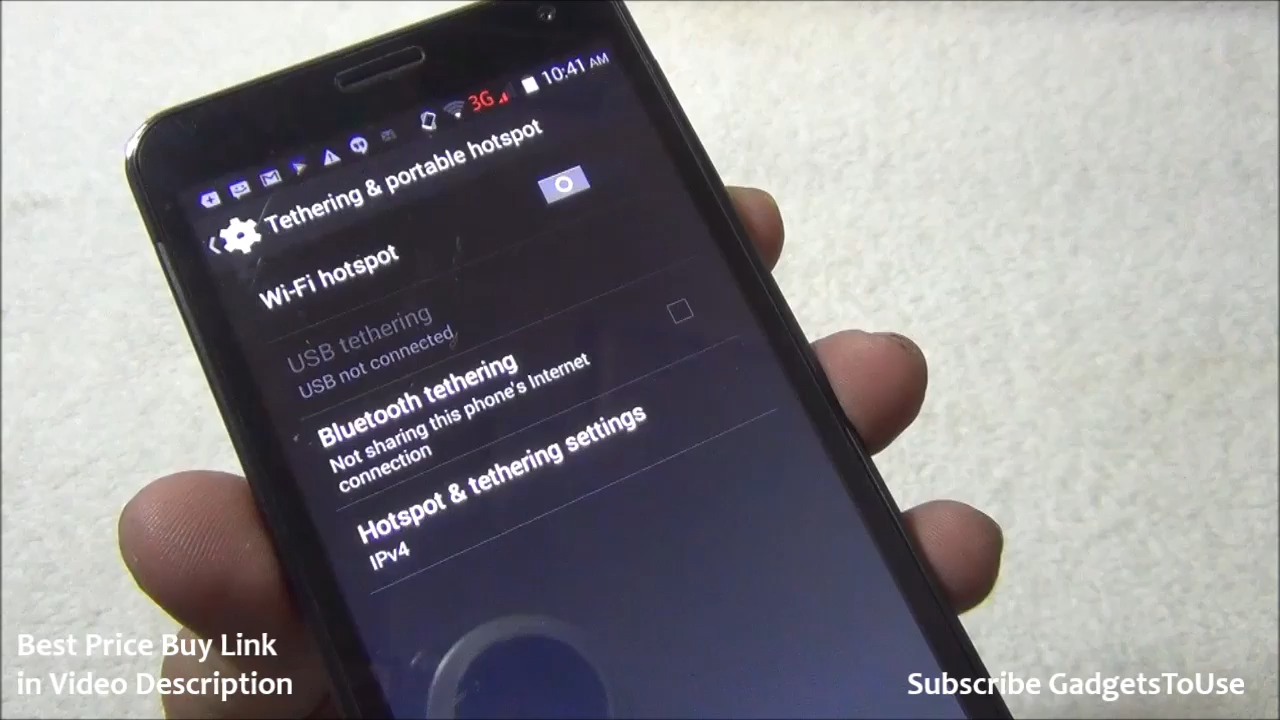 3G 10:41 AM
Tethering & portable hotspot
Wi-Fi hotspot
USB tethering
USB not connected
Bluetooth tethering
Not sharing this phone's Internet
connection
Hotspot & tethering settings
IPv4
Best Price Buy Link
in Video Description
Subscribe GadgetsToUse